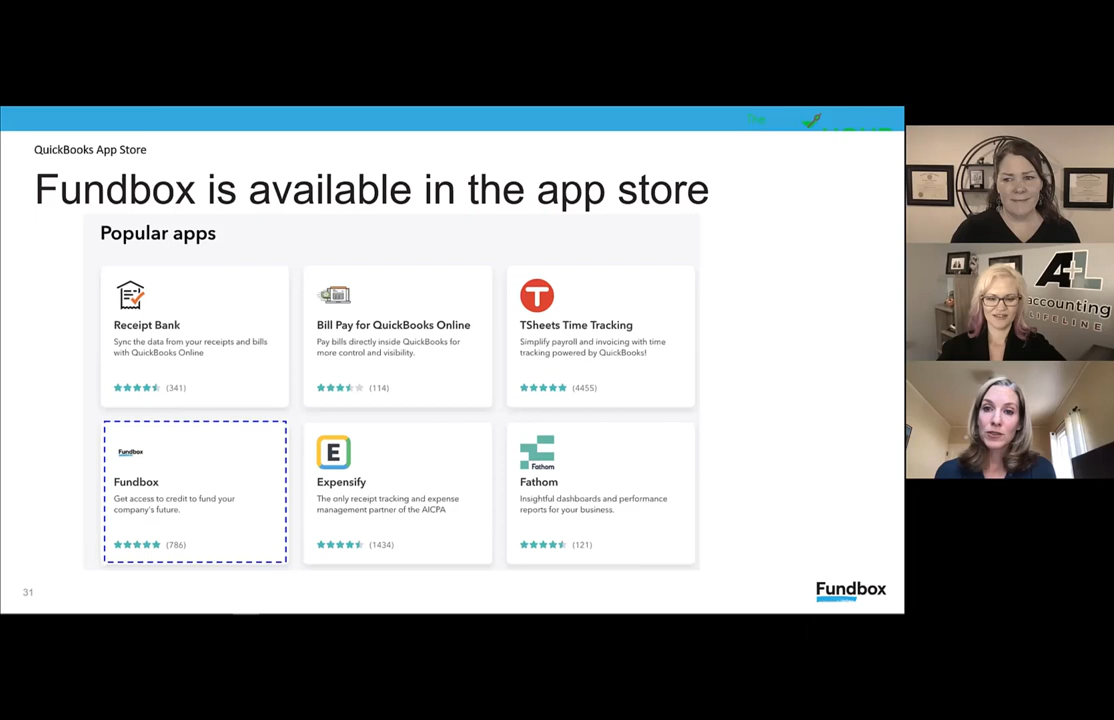 The
QuickBooks App Store
Fundbox is available in the app store
Popular apps
Receipt Bank
Sync the data from your receipts and bills
with QuickBooks Online
(341)
Bill Pay for QuickBooks Online
Pay bills directly inside QuickBooks for
more control and visibility.
(114)
T
TSheets Time Tracking
Simplify payroll and invoicing with time
tracking powered by QuickBooks!
(4455)
Fundbox
Fundbox
Get access to credit to fund your
company's future.
(786)
E
Expensify
The only receipt tracking and expense
management partner of the AICPA
(1434)
Fathom
Fathom
Insightful dashboards and performance
reports for your business.
(121)
31
Fundbox
A+L
accounting
LIFELINE